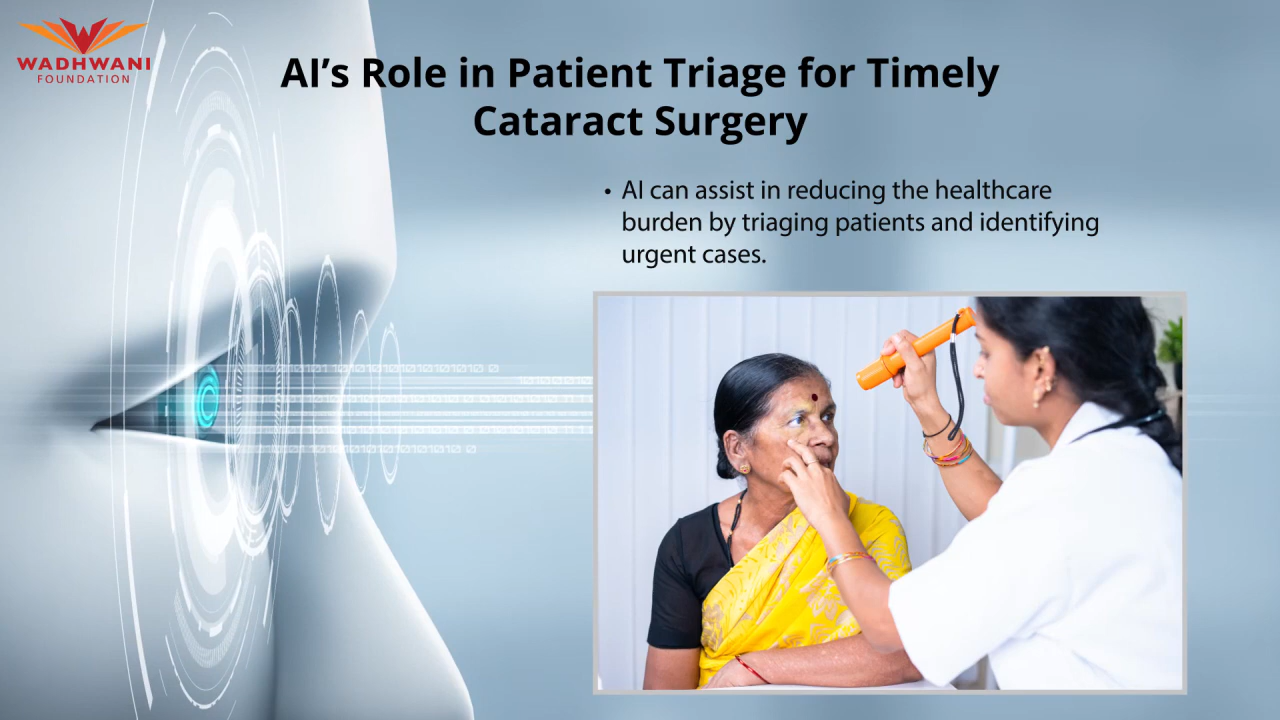 WADHWANI
FOUNDATION
AI’s Role in Patient Triage for Timely
Cataract Surgery
• AI can assist in reducing the healthcare
burden by triaging patients and identifying
urgent cases.